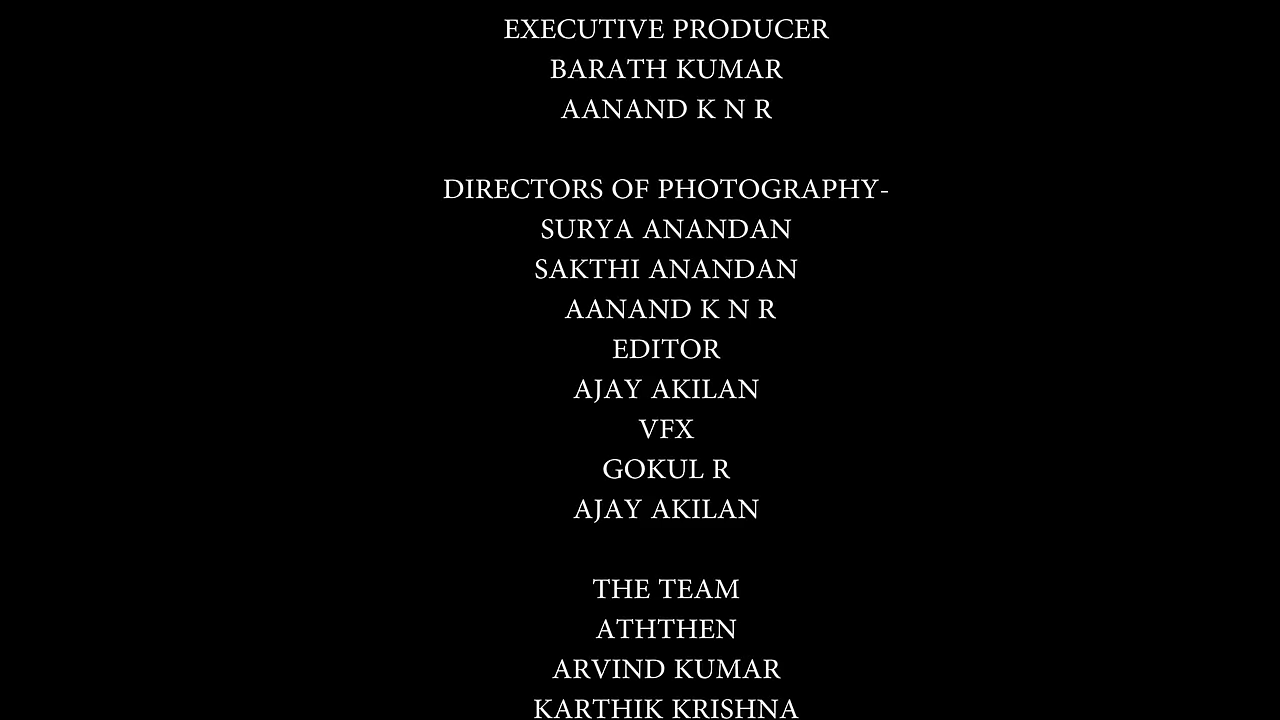 EXECUTIVE PRODUCER
BARATH KUMAR
AANAND K N R
DIRECTORS OF PHOTOGRAPHY-
SURYA ANANDAN
SAKTHI ANANDAN
AANAND K N R
EDITOR
AJAY AKILAN
VFX
GOKUL R
AJAY AKILAN
THE TEAM
ATHTHEN
ARVIND KUMAR
KARTHIK KRISHNA